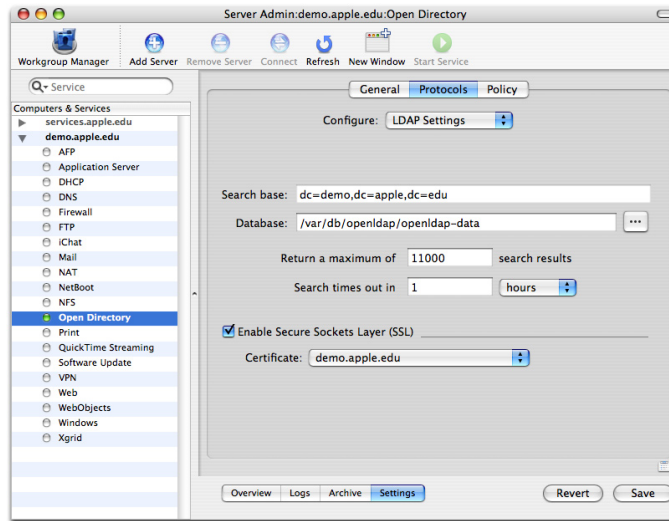 Server Admin:demo.apple.edu:Open Directory
Workgroup Manager
Add Server
Remove Server
Connect
Refresh
New Window
Start Service
Service
Computers & Services
services.apple.edu
demo.apple.edu
AFP
Application Server
DHCP
DNS
Firewall
FTP
iChat
Mail
NAT
NetBoot
NFS
Open Directory
Print
QuickTime Streaming
Software Update
VPN
Web
WebObjects
Windows
Xgrid
General Protocols Policy
Configure: LDAP Settings
Search base: dc=demo,dc=apple,dc=edu
Database: /var/db/openldap/openldap-data ...
Return a maximum of 11000 search results
Search times out in 1 hours
Enable Secure Sockets Layer (SSL)
Certificate: demo.apple.edu
Overview Logs Archive Settings
Revert Save